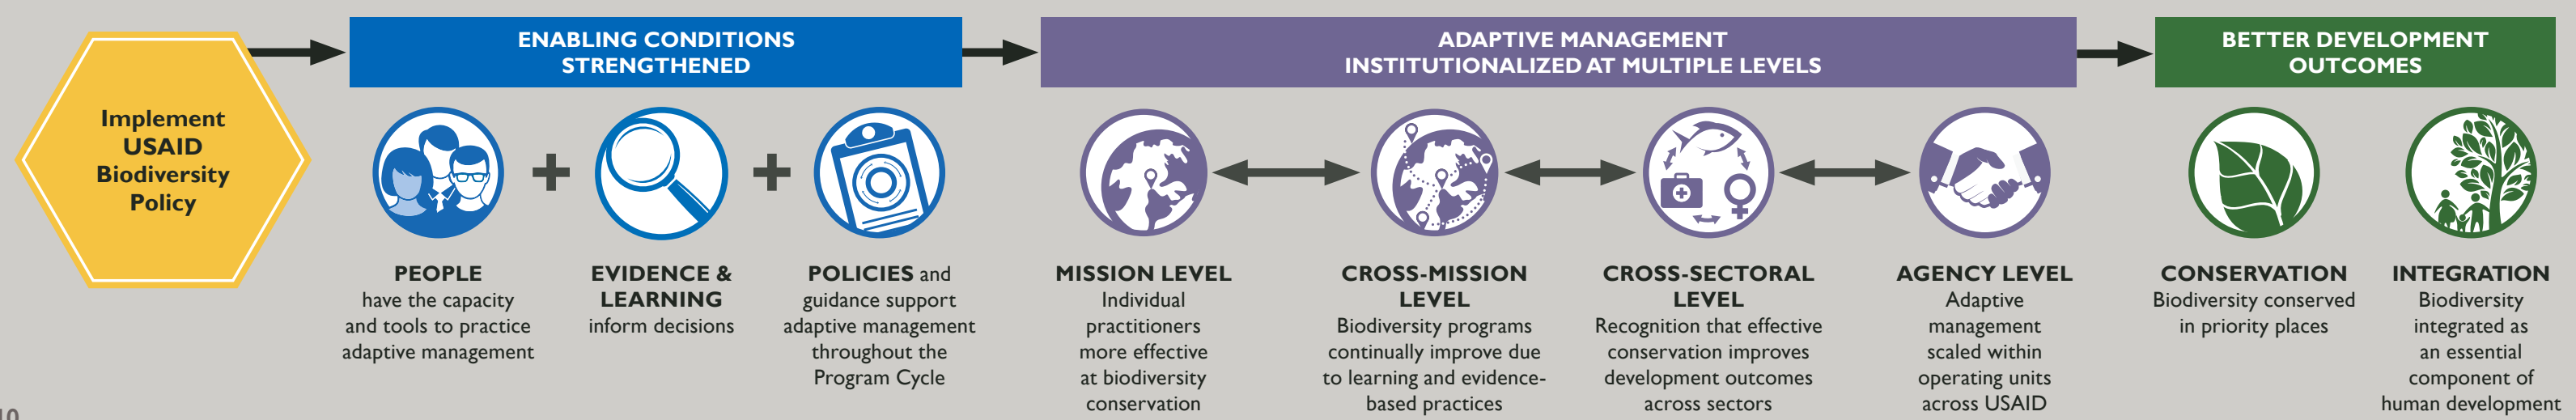 Implement
USAID
Biodiversity
Policy
ENABLING CONDITIONS
STRENGTHENED
PEOPLE
have the capacity
and tools to practice
adaptive management
EVIDENCE &
LEARNING
inform decisions
POLICIES and
guidance support
adaptive management
throughout the
Program Cycle
ADAPTIVE MANAGEMENT
INSTITUTIONALIZED AT MULTIPLE LEVELS
MISSION LEVEL
Individual
practitioners
more effective
at biodiversity
conservation
CROSS-MISSION
LEVEL
Biodiversity programs
continually improve due
to learning and evidence-
based practices
CROSS-SECTORAL
LEVEL
Recognition that effective
conservation improves
development outcomes
across sectors
AGENCY LEVEL
Adaptive
management
scaled within
operating units
across USAID
BETTER DEVELOPMENT
OUTCOMES
CONSERVATION
Biodiversity conserved
in priority places
INTEGRATION
Biodiversity
integrated as
an essential
component of
human development